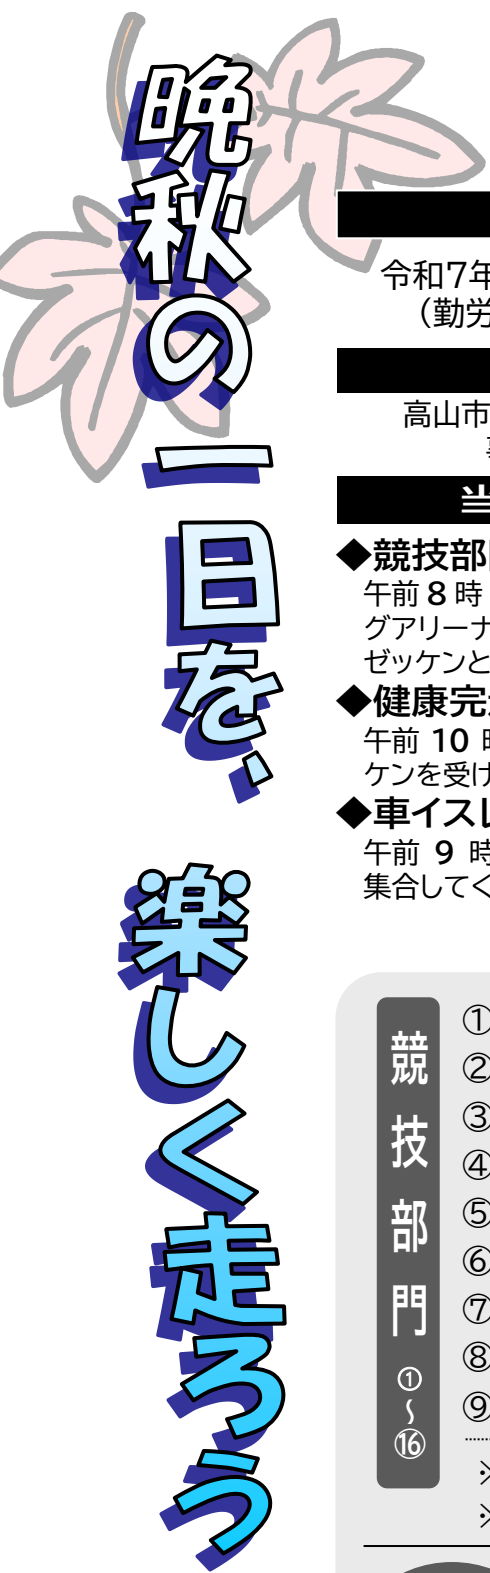 晩秋の一日を、楽しく走ろう
令和7年
（勤労
高山市
当
◆競技部
午前 8 時
グアリーナ
ゼッケンと
◆健康完
午前 10 時
ケンを受け
◆車イスレ
午前 9 時
集合してく
競技部門①～⑯
①
②
③
④
⑤
⑥
⑦
⑧
⑨
※
※